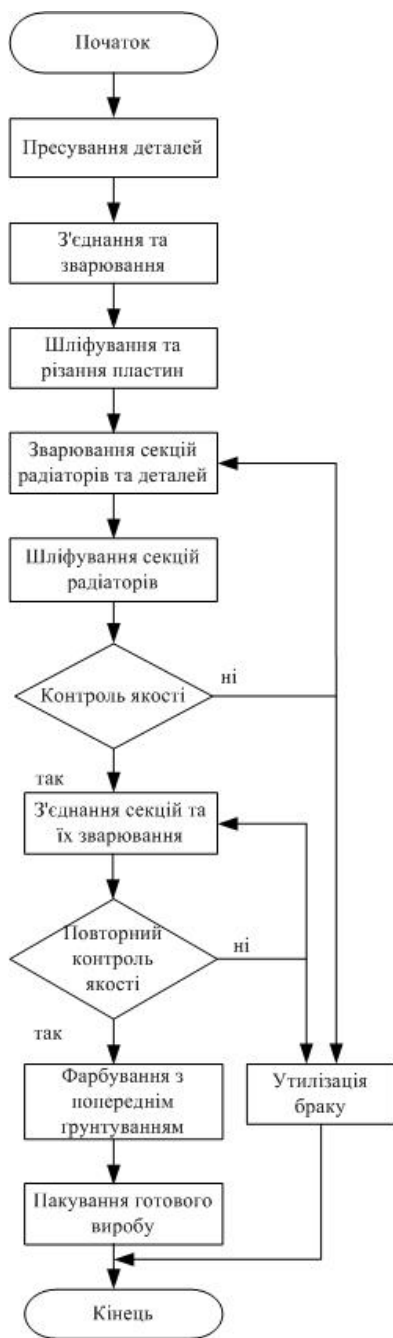 Початок
Пресування деталей
З'єднання та
зварювання
Шліфування та
різання пластин
Зварювання секцій
радіаторів та деталей
Шліфування секцій
радіаторів
Контроль якості
ні
так
З'єднання секцій та
їх зварювання
Повторний
контроль
якості
ні
так
Фарбування з
попереднім
ґрунтуванням
Утилізація
браку
Пакування готового
виробу
Кінець